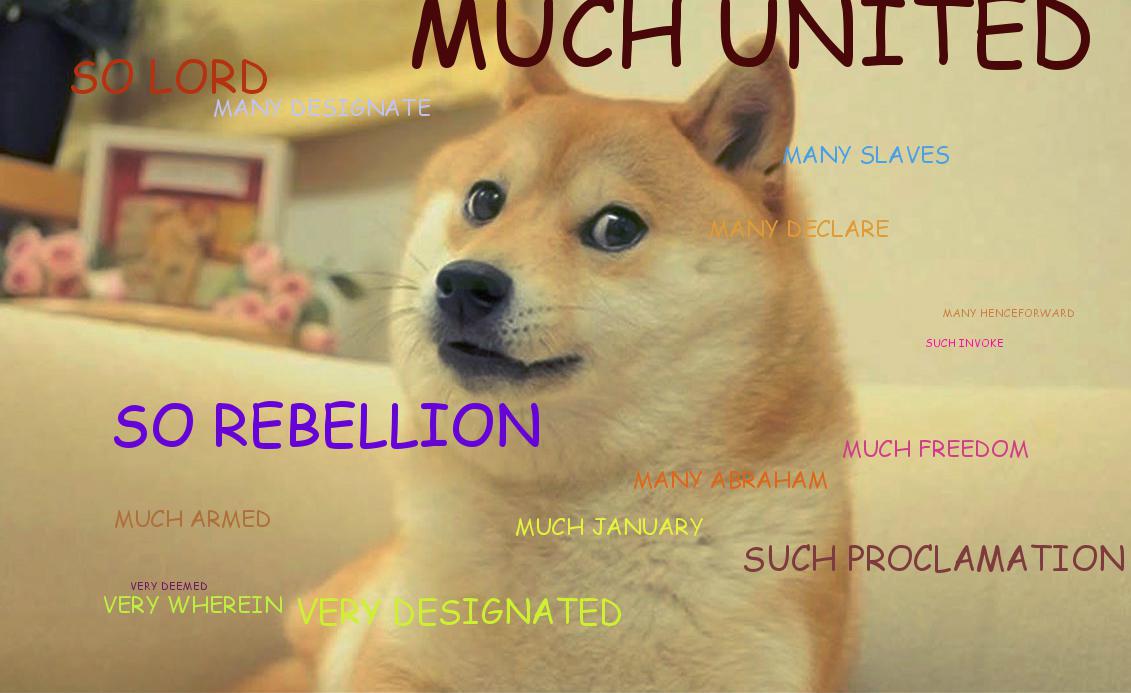 MUCH UNITED
SO LORD
MANY DESIGNATE
MANY SLAVES
MANY DECLARE
MANY HENCEFORWARD
SUCH INVOKE
SO REBELLION
MUCH FREEDOM
MANY ABRAHAM
MUCH ARMED
MUCH JANUARY
SUCH PROCLAMATION
VERY DEEMED
VERY WHEREIN
VERY DESIGNATED